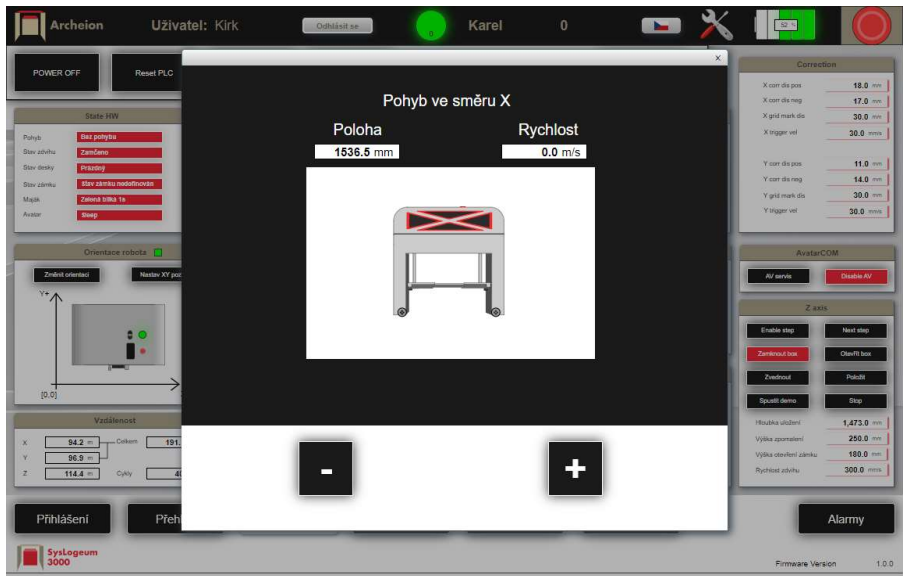 Archeion Uživatel: Kirk Odhlásit se 0 Karel 0 52 %
POWER OFF Reset PLC
State HW
Pohyb Bez pohybu
Stav zdvihu Zamčeno
Stav desky Prázdný
Stav zámku Stav zámku nedefinován
Maják Zelená bliká 1s
Avatar Sleep
Orientace robota
Změnit orientaci Nastav XY poz
Y+
[0.0]
Vzdálenost
X 94.2 m Celkem 191.
Y 96.9 m
Z 114.4 m Cykly
x
Pohyb ve směru X
Poloha Rychlost
1536.5 mm 0.0 m/s
- +
Correction
X corr dis pos 18.0 mm
X corr dis neg 17.0 mm
X grid mark dis 30.0 mm
X trigger vel 30.0 mm/s
Y corr dis pos 11.0 mm
Y corr dis neg 14.0 mm
Y grid mark dis 30.0 mm
Y trigger vel 30.0 mm/s
AvatarCOM
AV servis Disable AV
Z axis
Enable step Next step
Zamknout box Otevřít box
Zvednout Položit
Spustit demo Stop
Hloubka uložení 1,473.0 mm
Výška zpomalení 250.0 mm
Výška otevření zámku 180.0 mm
Rychlost zdvihu 300.0 mm/s
Přihlášení Přehl Alarmy
SysLogeum
3000
Firmware Version 1.0.0